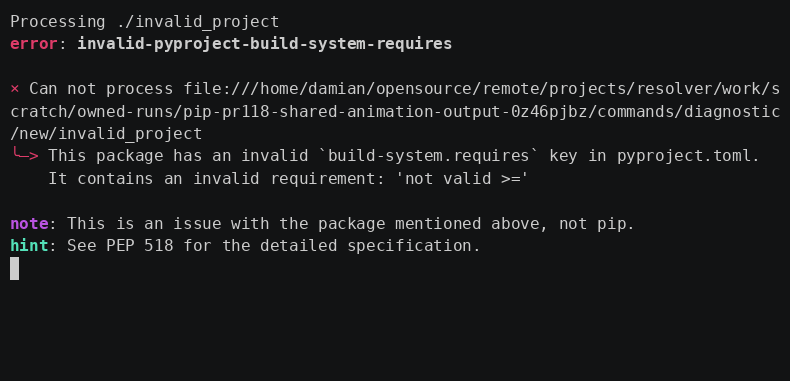 Processing ./invalid_project
error: invalid-pyproject-build-system-requires
× Can not process file:///home/damian/opensource/remote/projects/resolver/work/s
cratch/owned-runs/pip-pr118-shared-animation-output-0z46pjbz/commands/diagnostic
/new/invalid_project
╰─> This package has an invalid `build-system.requires` key in pyproject.toml.
    It contains an invalid requirement: 'not valid >='
note: This is an issue with the package mentioned above, not pip.
hint: See PEP 518 for the detailed specification.